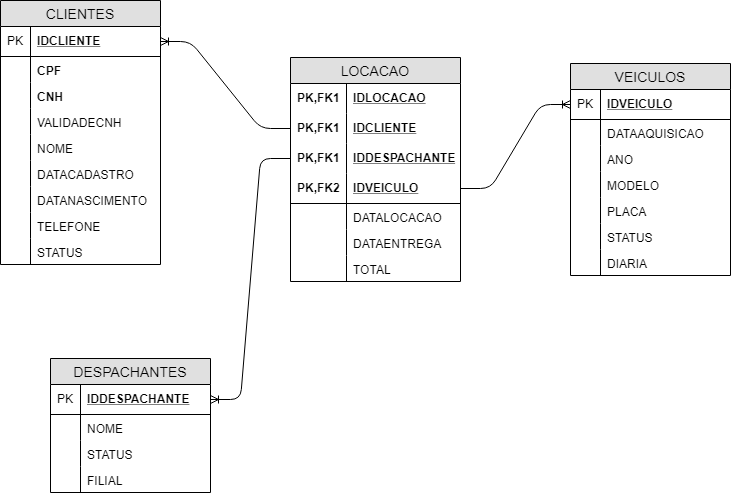 CLIENTES
PK IDCLIENTE
CPF
CNH
VALIDADECNH
NOME
DATACADASTRO
DATANASCIMENTO
TELEFONE
STATUS
LOCACAO
PK,FK1 IDLOCACAO
PK,FK1 IDCLIENTE
PK,FK1 IDDESPACHANTE
PK,FK2 IDVEICULO
DATALOCACAO
DATAENTREGA
TOTAL
VEICULOS
PK IDVEICULO
DATAAQUISICAO
ANO
MODELO
PLACA
STATUS
DIARIA
DESPACHANTES
PK IDDESPACHANTE
NOME
STATUS
FILIAL